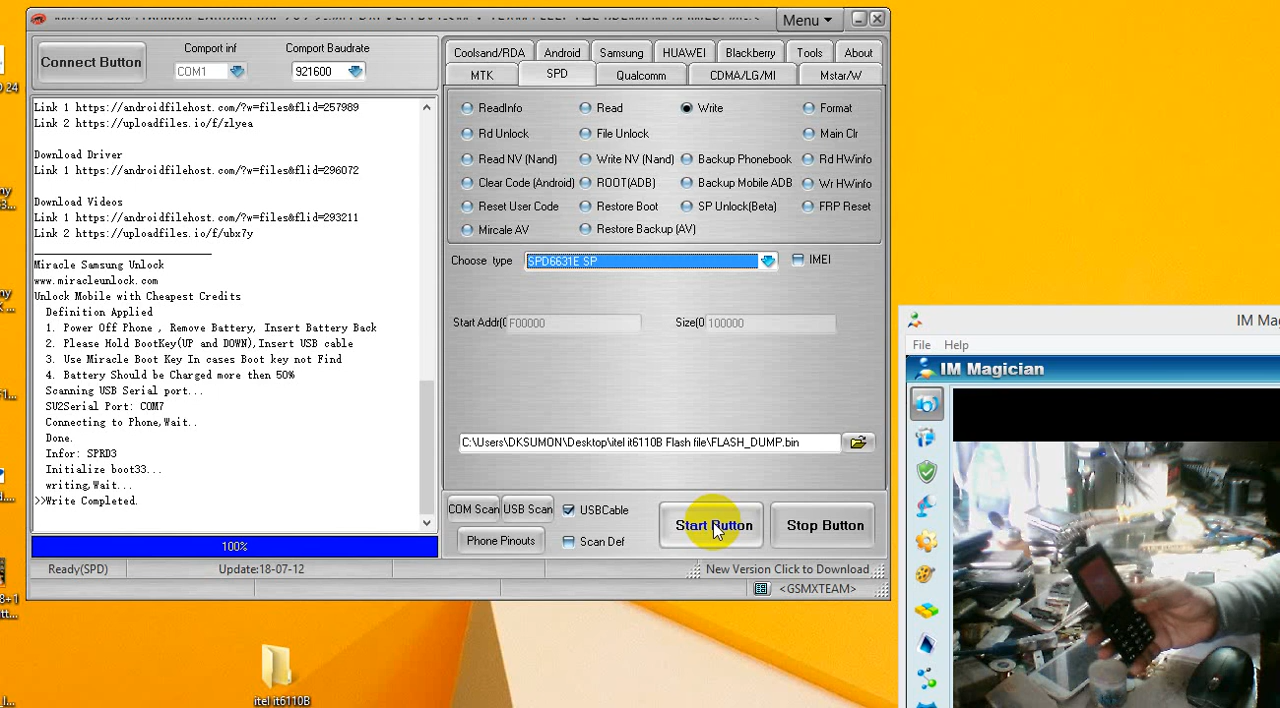 Menu
Connect Button
Comport inf
COM1
Comport Baudrate
921600
Link 1 https://androidfilehost.com/?w=files&flid=257989
Link 2 https://uploadfiles.io/f/zlyea
Download Driver
Link 1 https://androidfilehost.com/?w=files&flid=296072
Download Videos
Link 1 https://androidfilehost.com/?w=files&flid=293211
Link 2 https://uploadfiles.io/f/ubx7y
Miracle Samsung Unlock
www.miracleunlock.com
Unlock Mobile with Cheapest Credits
Definition Applied
1. Power Off Phone , Remove Battery, Insert Battery Back
2. Please Hold BootKey(UP and DOWN),Insert USB cable
3. Use Miracle Boot Key In cases Boot key not Find
4. Battery Should be Charged more then 50%
Scanning USB Serial port...
SU2Serial Port: COM7
Connecting to Phone,Wait..
Done.
Infor: SPRD3
Initialize boot33...
writing,Wait...
>>Write Completed.
100%
Ready(SPD)
Update:18-07-12
Coolsand/RDA Android Samsung HUAWEI Blackberry Tools About
MTK SPD Qualcomm CDMA/LG/MI Mstar/W
ReadInfo Read Write Format
Rd Unlock File Unlock Main Clr
Read NV (Nand) Write NV (Nand) Backup Phonebook Rd HWinfo
Clear Code (Android) ROOT(ADB) Backup Mobile ADB Wr HWinfo
Reset User Code Restore Boot SP Unlock(Beta) FRP Reset
Mircale AV Restore Backup (AV)
Choose type SPD6631E SP IMEI
Start Addr(0 F00000 Size(0 100000
C:\Users\DKSUMON\Desktop\itel it6110B Flash file\FLASH_DUMP.bin
COM Scan USB Scan USBCable
Start Button Stop Button
Phone Pinouts Scan Def
New Version Click to Download
<GSMXTEAM>
itel it6110B
File Help
IM Magician